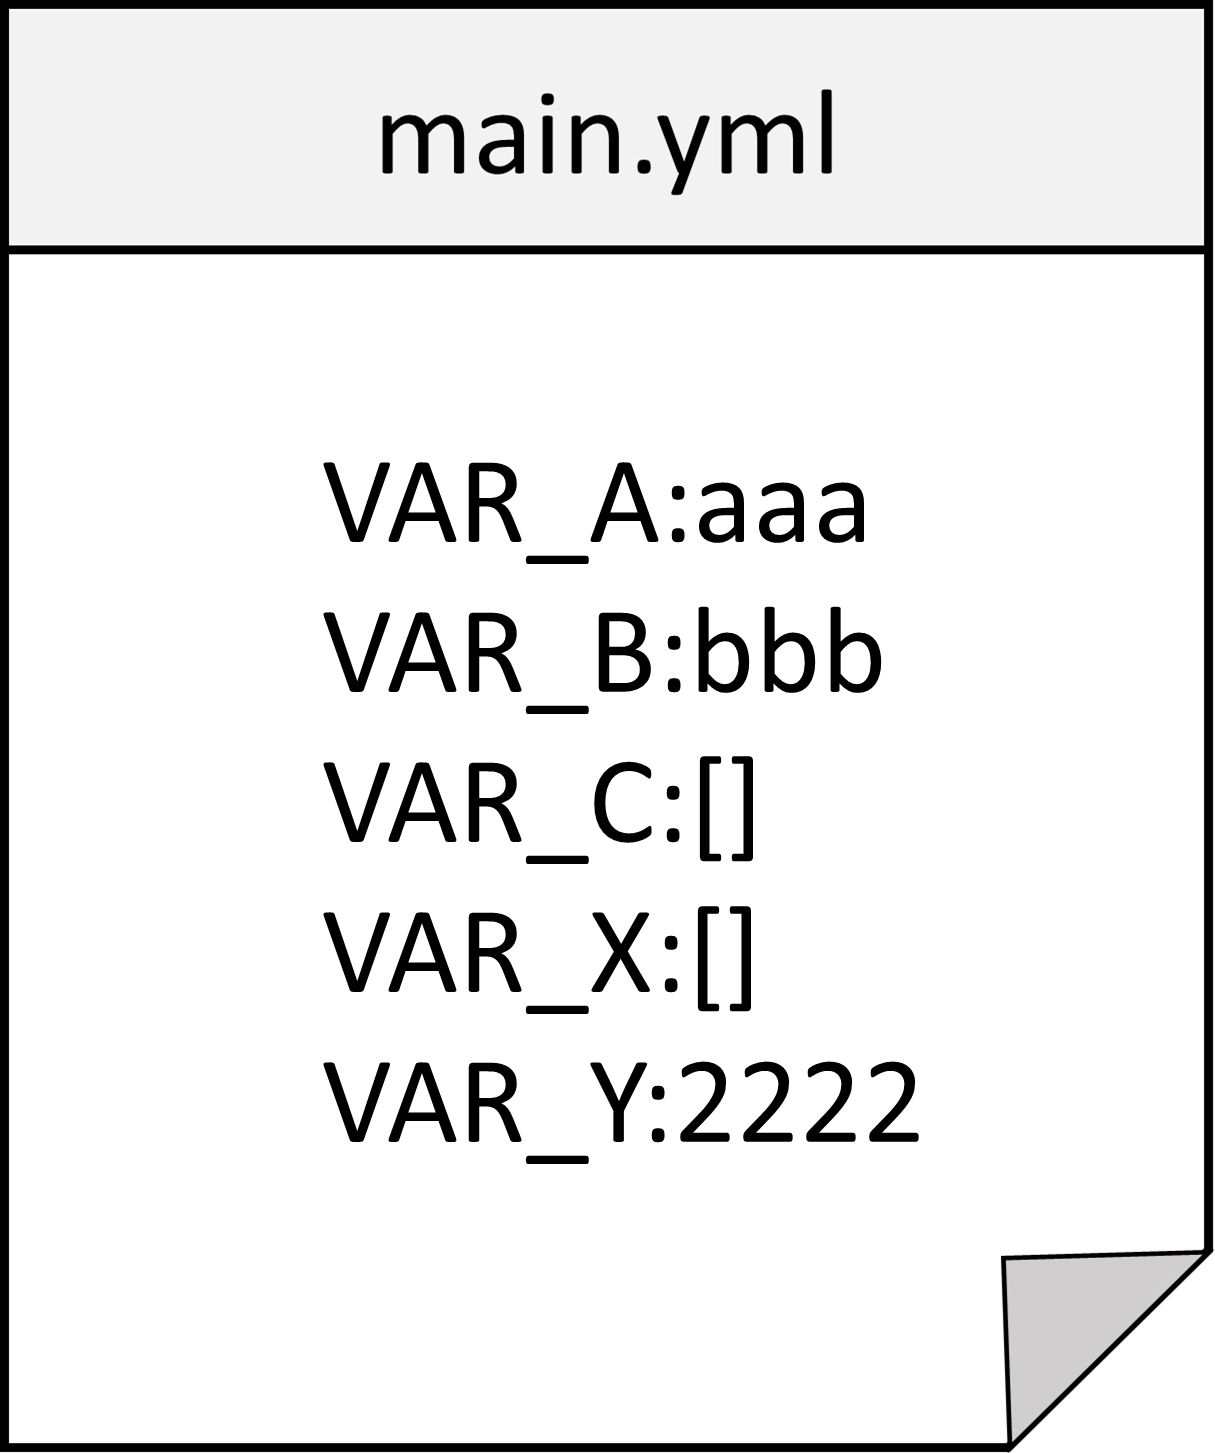 main.yml
VAR_A:aaa
VAR_B:bbb
VAR_C:[]
VAR_X:[]
VAR_Y:2222